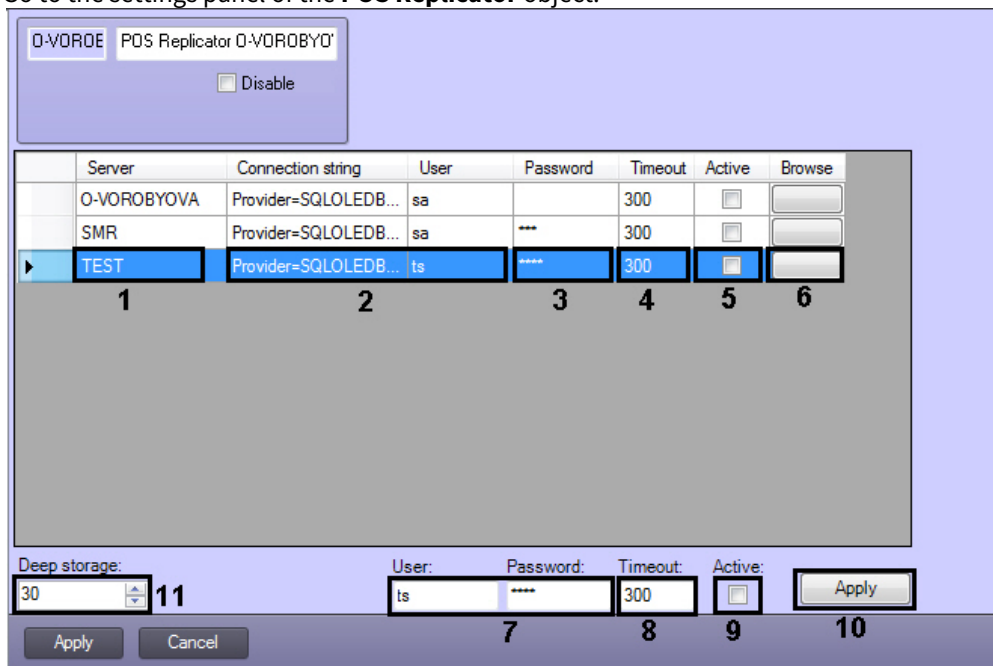 Go to the settings panel of the POS Replicator object.
O-VOROE POS Replicator O-VOROBYO'
Disable
Server Connection string User Password Timeout Active Browse
O-VOROBYOVA Provider=SQLOLEDB... sa 300
SMR Provider=SQLOLEDB... sa *** 300
TEST Provider=SQLOLEDB... ts **** 300
1 2 3 4 5 6
Deep storage: User: Password: Timeout: Active:
30 11 ts **** 300 Apply
7 8 9 10
Apply Cancel